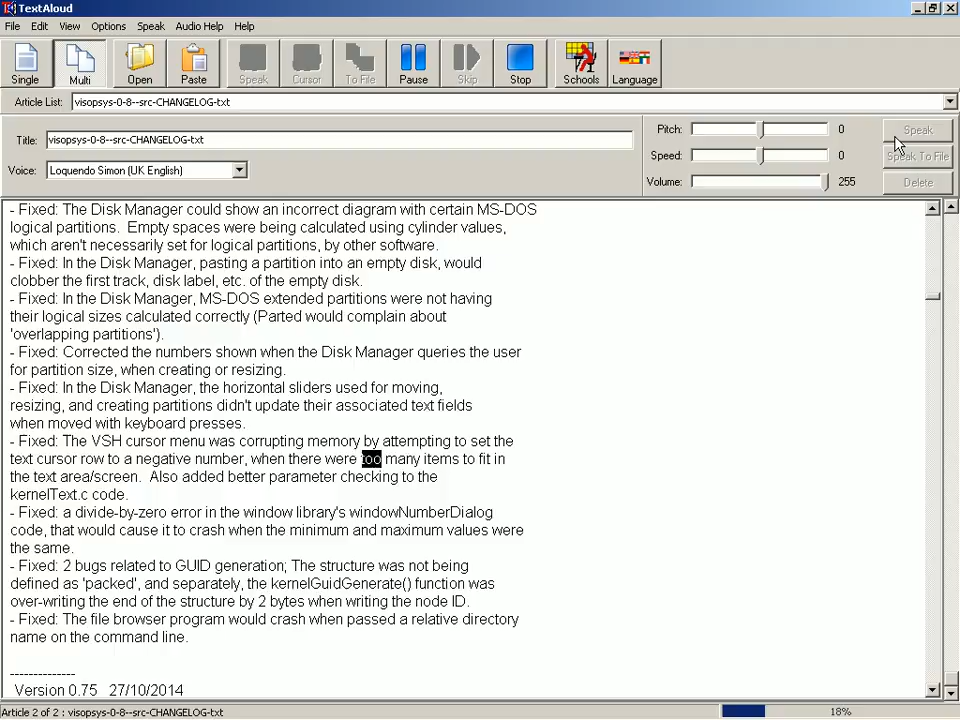 TextAloud
File Edit View Options Speak Audio Help Help
Single Multi Open Paste Speak Cursor To File Pause Skip Stop Schools Language
Article List: visopsys-0-8--src-CHANGELOG-txt
Title: visopsys-0-8--src-CHANGELOG-txt
Voice: Loquendo Simon (UK English)
Pitch: 0 Speak
Speed: 0 Speak To File
Volume: 255 Delete
- Fixed: The Disk Manager could show an incorrect diagram with certain MS-DOS
logical partitions.  Empty spaces were being calculated using cylinder values,
which aren't necessarily set for logical partitions, by other software.
- Fixed: In the Disk Manager, pasting a partition into an empty disk, would
clobber the first track, disk label, etc. of the empty disk.
- Fixed: In the Disk Manager, MS-DOS extended partitions were not having
their logical sizes calculated correctly (Parted would complain about
'overlapping partitions').
- Fixed: Corrected the numbers shown when the Disk Manager queries the user
for partition size, when creating or resizing.
- Fixed: In the Disk Manager, the horizontal sliders used for moving,
resizing, and creating partitions didn't update their associated text fields
when moved with keyboard presses.
- Fixed: The VSH cursor menu was corrupting memory by attempting to set the
text cursor row to a negative number, when there were too many items to fit in
the text area/screen.  Also added better parameter checking to the
kernelText.c code.
- Fixed: a divide-by-zero error in the window library's windowNumberDialog
code, that would cause it to crash when the minimum and maximum values were
the same.
- Fixed: 2 bugs related to GUID generation; The structure was not being
defined as 'packed', and separately, the kernelGuidGenerate() function was
over-writing the end of the structure by 2 bytes when writing the node ID.
- Fixed: The file browser program would crash when passed a relative directory
name on the command line.
--------------
Version 0.75   27/10/2014
Article 2 of 2 : visopsys-0-8--src-CHANGELOG-txt 18%